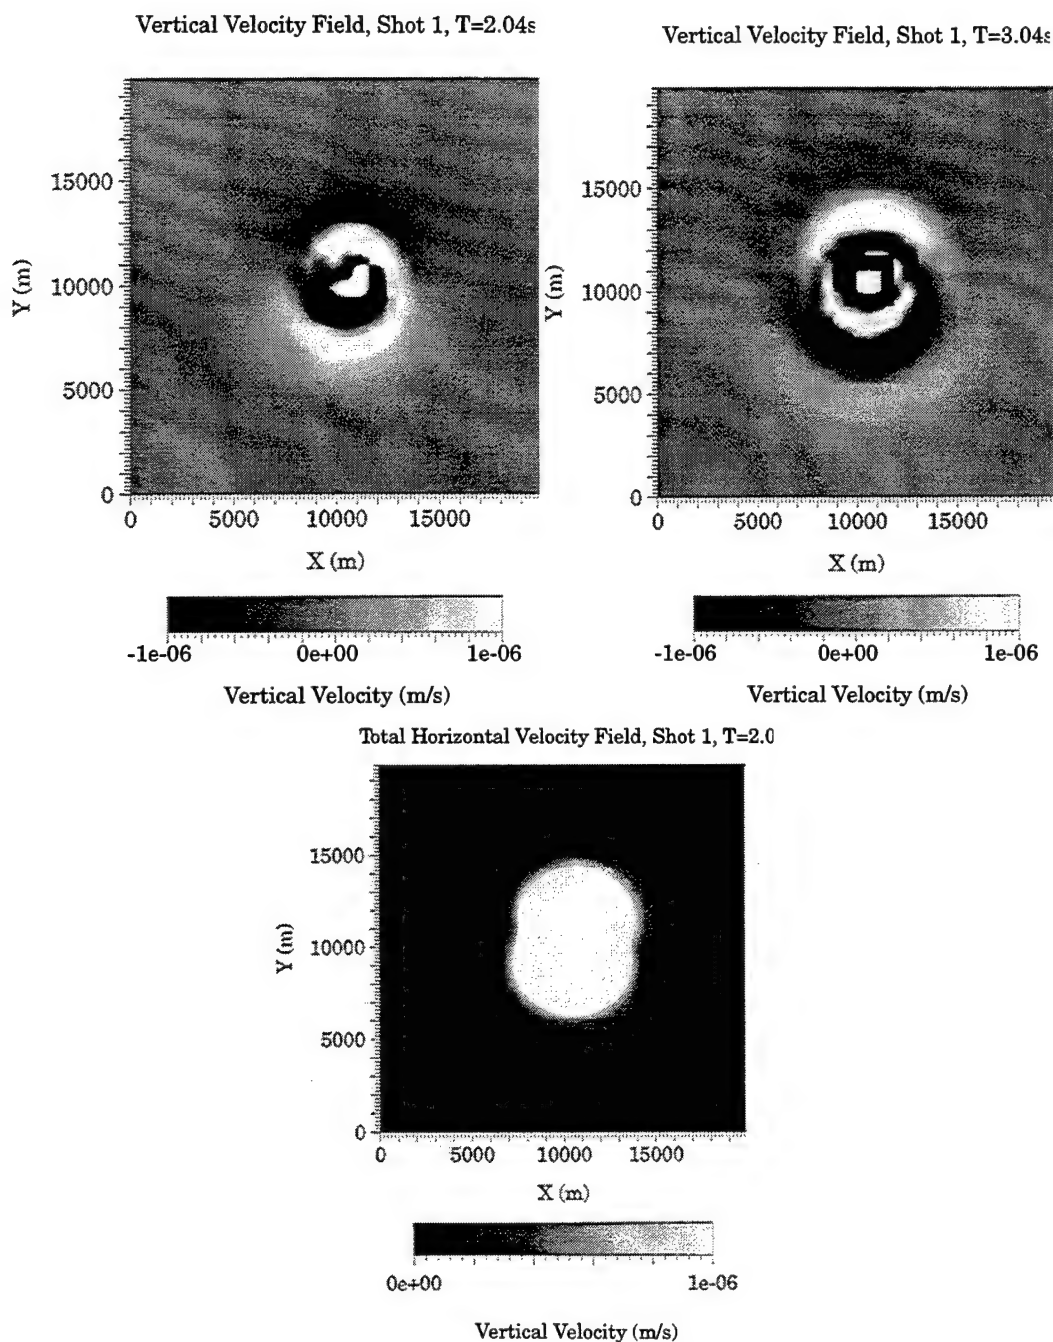 Vertical Velocity Field, Shot 1, T=2.04s
15000
10000
5000
0
Y (m)
0 5000 10000 15000
X (m)
-1e-06 0e+00 1e-06
Vertical Velocity (m/s)
Vertical Velocity Field, Shot 1, T=3.04s
15000
10000
5000
0
Y (m)
0 5000 10000 15000
X (m)
-1e-06 0e+00 1e-06
Vertical Velocity (m/s)
Total Horizontal Velocity Field, Shot 1, T=2.0
15000
10000
5000
0
Y (m)
0 5000 10000 15000
X (m)
0e+00 1e-06
Vertical Velocity (m/s)